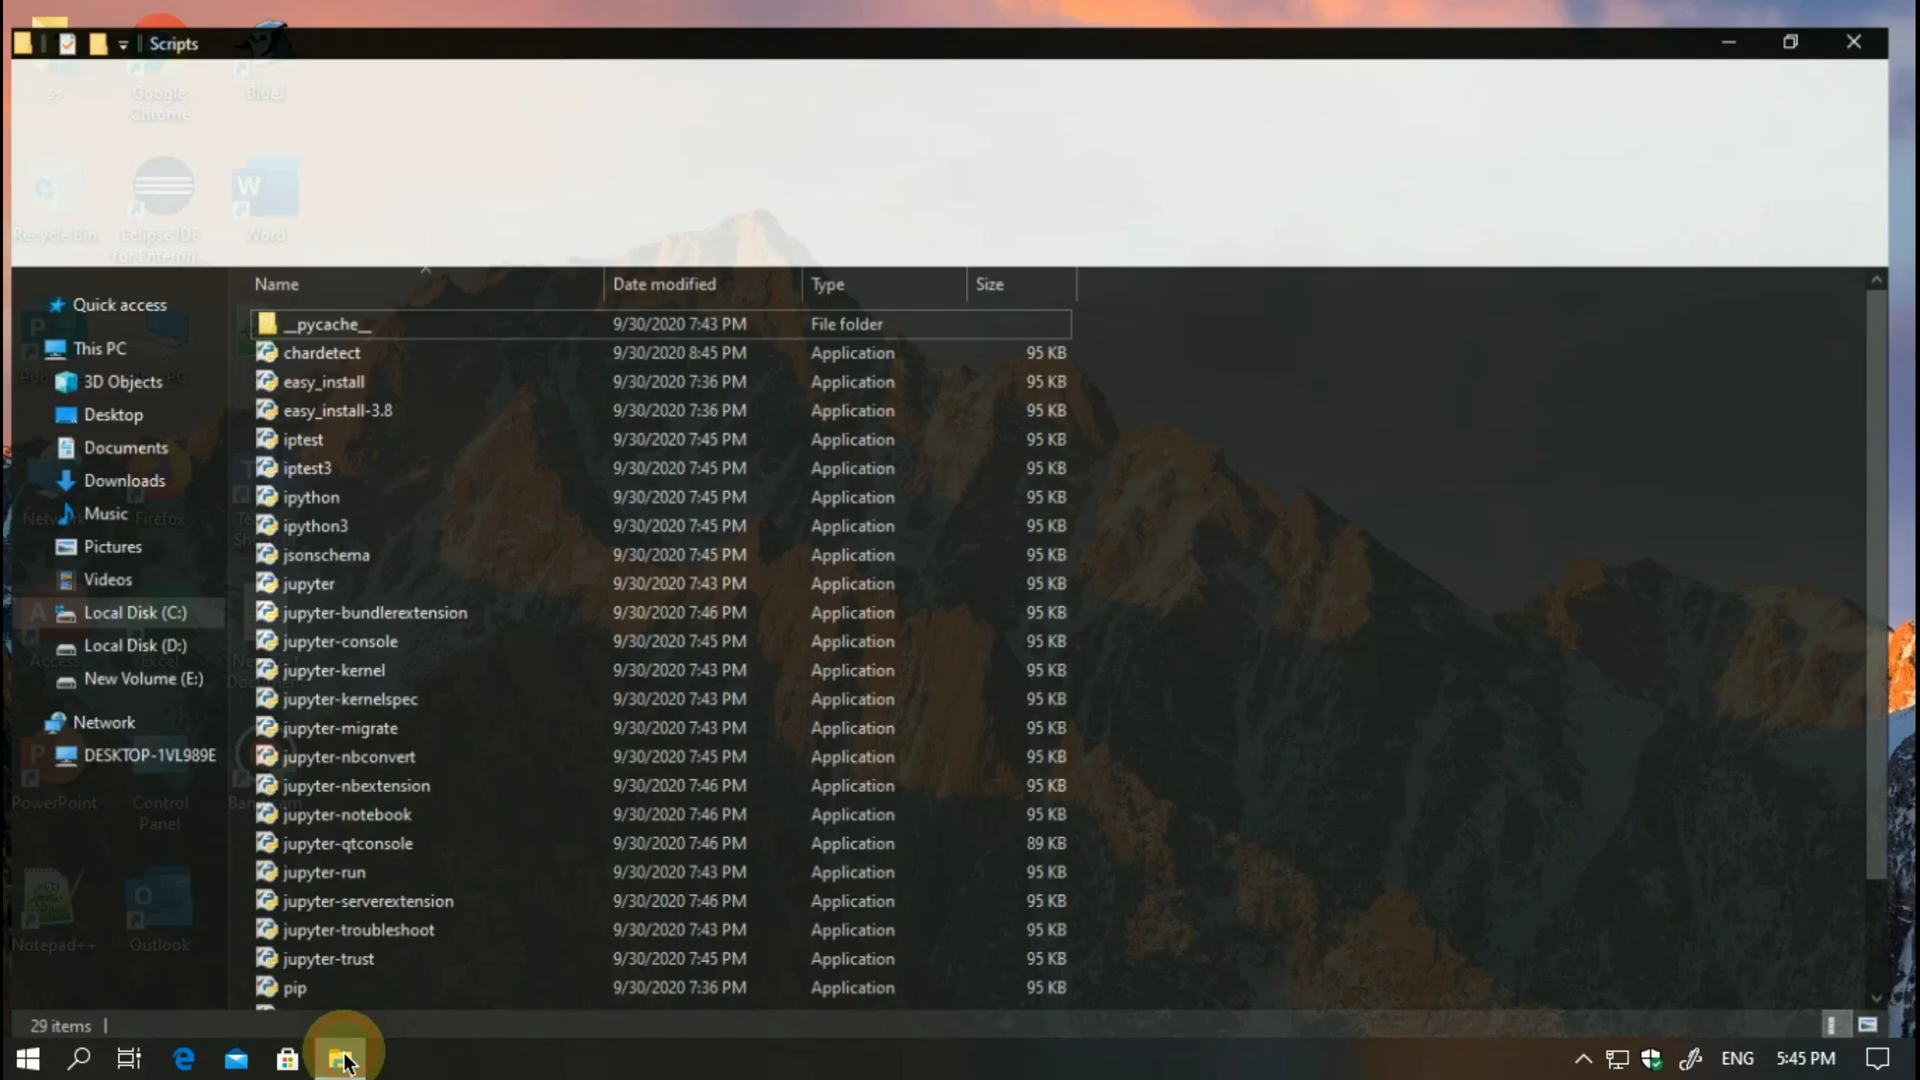 Scripts
ss
Google
Chrome
BlueJ
Recycle Bin
Eclipse IDE
for Enterpri...
Word
Name
Date modified
Type
Size
Quick access
This PC
3D Objects
Desktop
Documents
Downloads
Music
Pictures
Videos
Local Disk (C:)
Local Disk (D:)
New Volume (E:)
Network
DESKTOP-1VL989E
__pycache__ 9/30/2020 7:43 PM File folder
chardetect 9/30/2020 8:45 PM Application 95 KB
easy_install 9/30/2020 7:36 PM Application 95 KB
easy_install-3.8 9/30/2020 7:36 PM Application 95 KB
iptest 9/30/2020 7:45 PM Application 95 KB
iptest3 9/30/2020 7:45 PM Application 95 KB
ipython 9/30/2020 7:45 PM Application 95 KB
ipython3 9/30/2020 7:45 PM Application 95 KB
jsonschema 9/30/2020 7:45 PM Application 95 KB
jupyter 9/30/2020 7:43 PM Application 95 KB
jupyter-bundlerextension 9/30/2020 7:46 PM Application 95 KB
jupyter-console 9/30/2020 7:45 PM Application 95 KB
jupyter-kernel 9/30/2020 7:43 PM Application 95 KB
jupyter-kernelspec 9/30/2020 7:43 PM Application 95 KB
jupyter-migrate 9/30/2020 7:43 PM Application 95 KB
jupyter-nbconvert 9/30/2020 7:45 PM Application 95 KB
jupyter-nbextension 9/30/2020 7:46 PM Application 95 KB
jupyter-notebook 9/30/2020 7:46 PM Application 95 KB
jupyter-qtconsole 9/30/2020 7:46 PM Application 89 KB
jupyter-run 9/30/2020 7:43 PM Application 95 KB
jupyter-serverextension 9/30/2020 7:46 PM Application 95 KB
jupyter-troubleshoot 9/30/2020 7:43 PM Application 95 KB
jupyter-trust 9/30/2020 7:45 PM Application 95 KB
pip 9/30/2020 7:36 PM Application 95 KB
Network
Firefox
Access
Excel
PowerPoint
Control
Panel
Notepad++
Outlook
29 items
ENG
5:45 PM